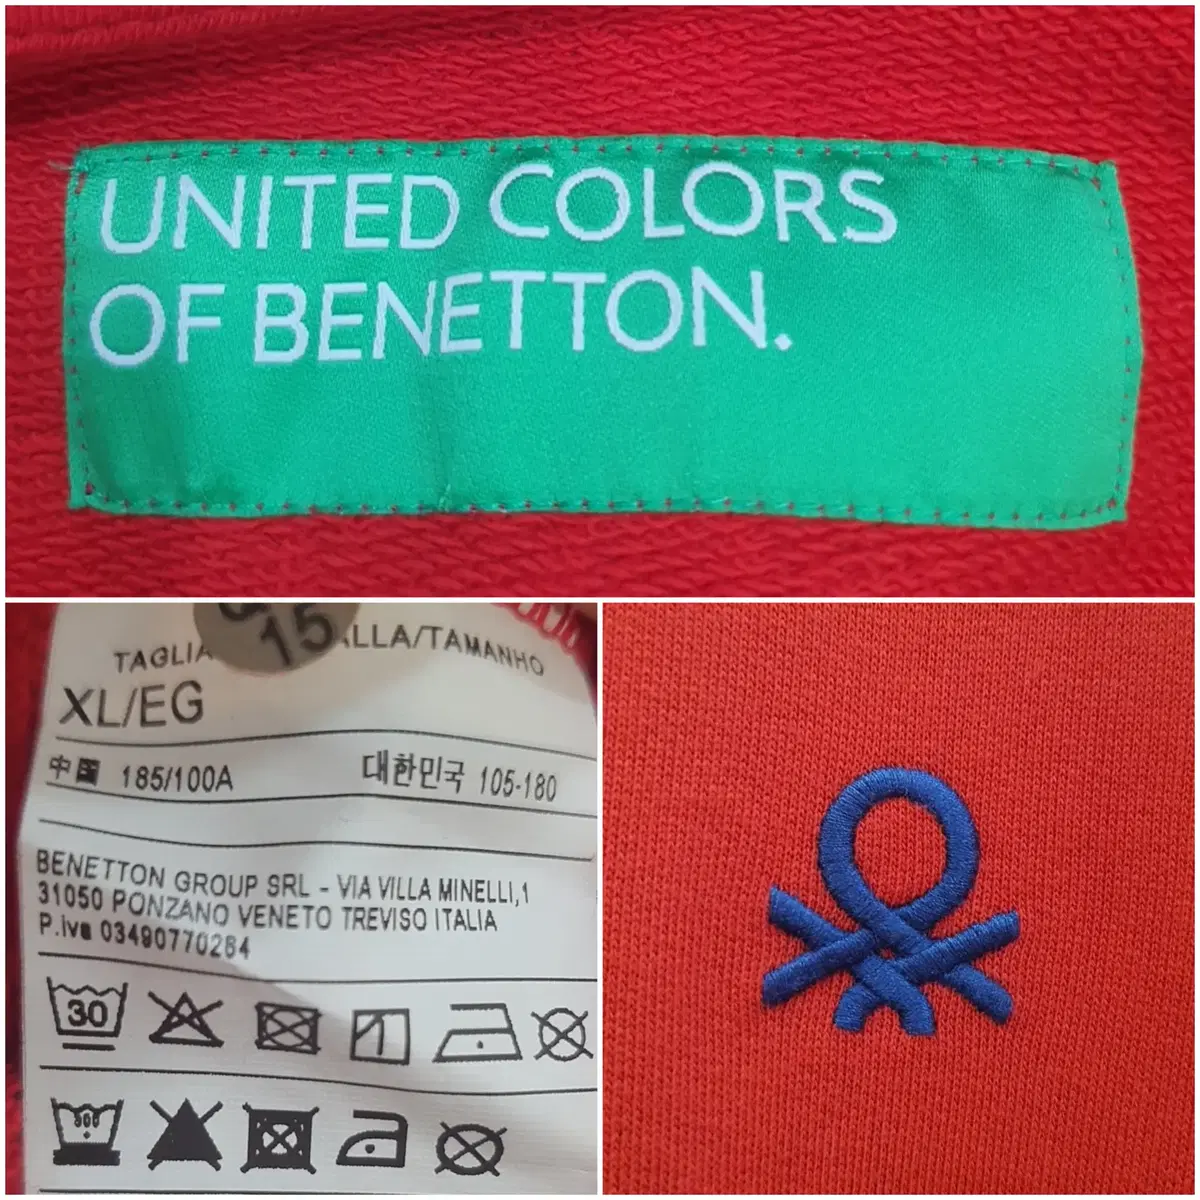 UNITED COLORS
OF BENETTON.
15
TAGLIA
ALLA/TAMANHO
XL/EG
中国 185/100A 대한민국 105-180
BENETTON GROUP SRL - VIA VILLA MINELLI,1
31050 PONZANO VENETO TREVISO ITALIA
P.iva 03490770264
30